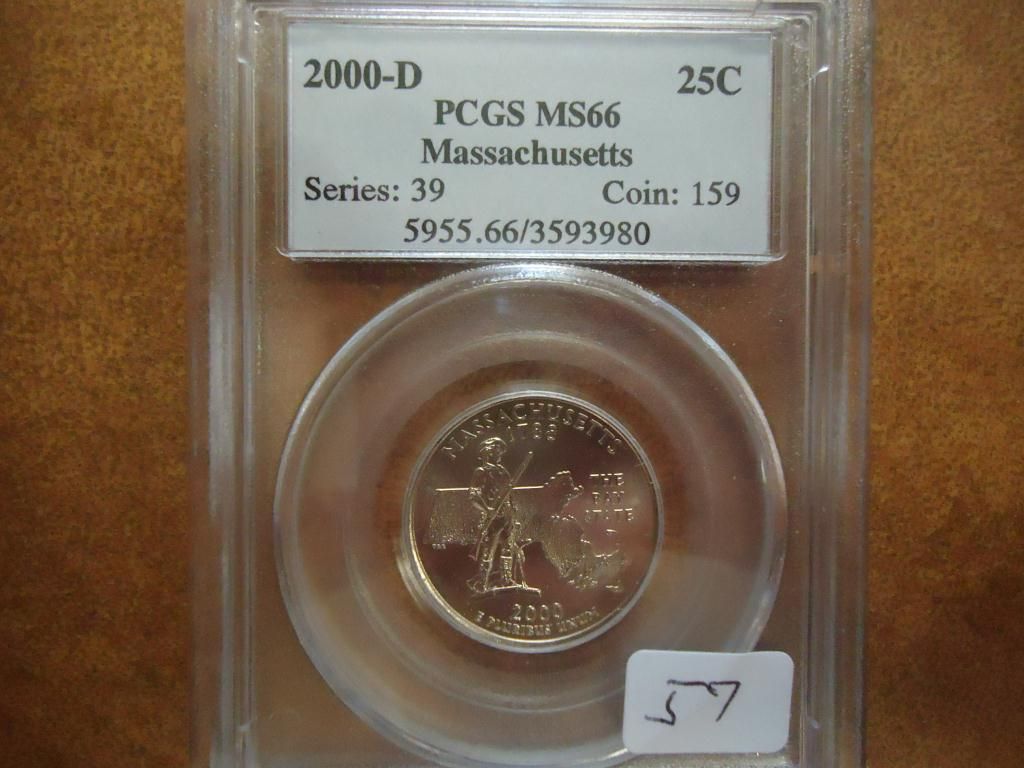 2000-D 25C
PCGS MS66
Massachusetts
Series: 39 Coin: 159
5955.66/3593980
MASSACHUSETTS
1788
THE
BAY
STATE
2000
E PLURIBUS UNUM
57